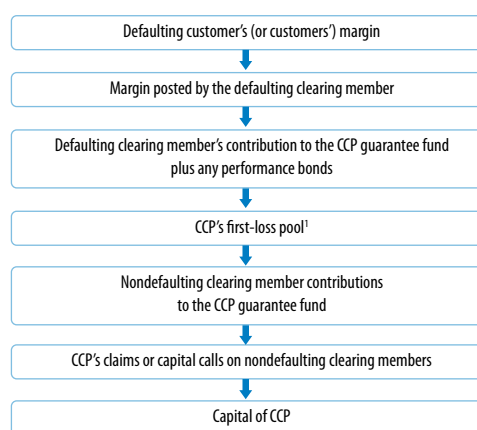 Defaulting customer's (or customers') margin
Margin posted by the defaulting clearing member
Defaulting clearing member's contribution to the CCP guarantee fund
plus any performance bonds
CCP's first-loss pool¹
Nondefaulting clearing member contributions
to the CCP guarantee fund
CCP's claims or capital calls on nondefaulting clearing members
Capital of CCP